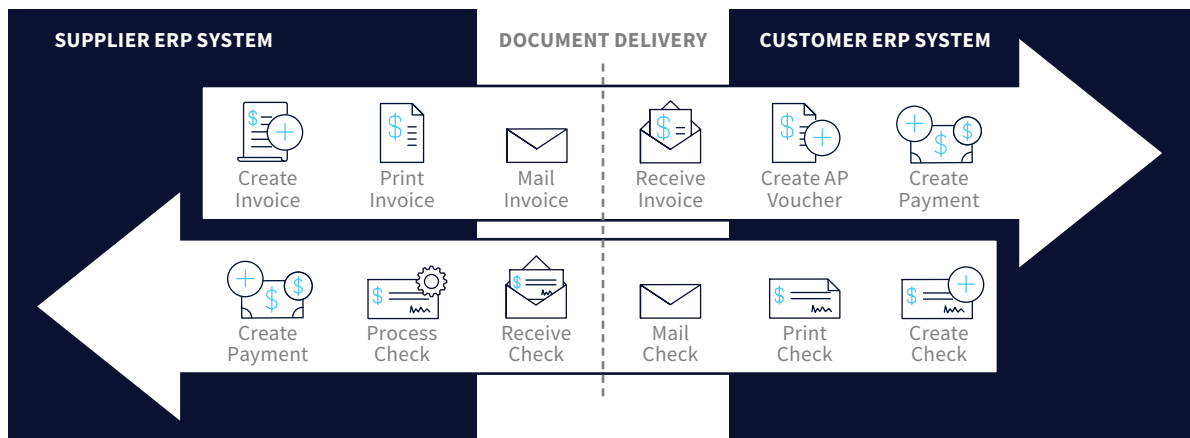 SUPPLIER ERP SYSTEM
DOCUMENT DELIVERY
CUSTOMER ERP SYSTEM
$
$
$
$
$
$
Create
Invoice
Print
Invoice
Mail
Invoice
Receive
Invoice
Create AP
Voucher
Create
Payment
$
$
$
$
$
$
Create
Payment
Process
Check
Receive
Check
Mail
Check
Print
Check
Create
Check